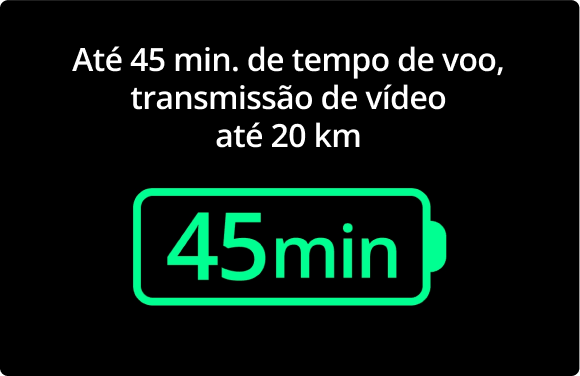 Até 45 min. de tempo de voo,
transmissão de vídeo
até 20 km
45min